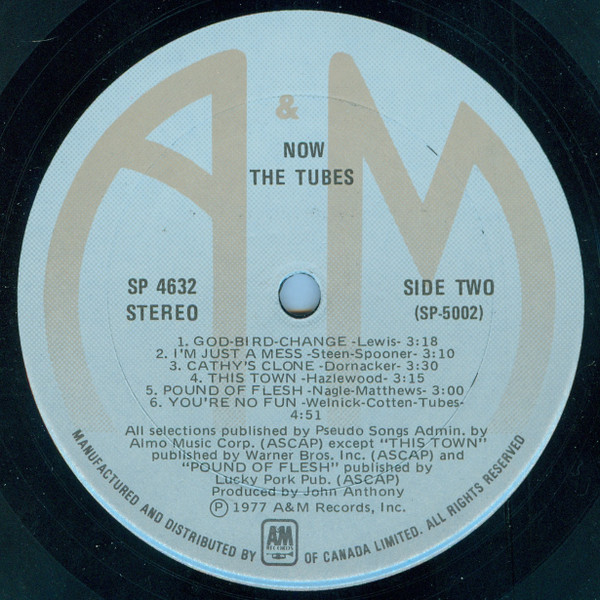 A & M
NOW
THE TUBES
SP 4632
STEREO
SIDE TWO
(SP-5002)
1. GOD-BIRD-CHANGE -Lewis- 3:18
2. I'M JUST A MESS -Steen-Spooner- 3:10
3. CATHY'S CLONE -Dornacker- 3:30
4. THIS TOWN -Hazlewood- 3:15
5. POUND OF FLESH -Nagle-Matthews- 3:00
6. YOU'RE NO FUN -Welnick-Cotten-Tubes-
4:51
All selections published by Pseudo Songs Admin. by
Almo Music Corp. (ASCAP) except "THIS TOWN"
published by Warner Bros. Inc. (ASCAP) and
"POUND OF FLESH" published by
Lucky Pork Pub. (ASCAP)
Produced by John Anthony
Ⓟ 1977 A&M Records, Inc.
MANUFACTURED AND DISTRIBUTED BY A&M RECORDS OF CANADA LIMITED. ALL RIGHTS RESERVED